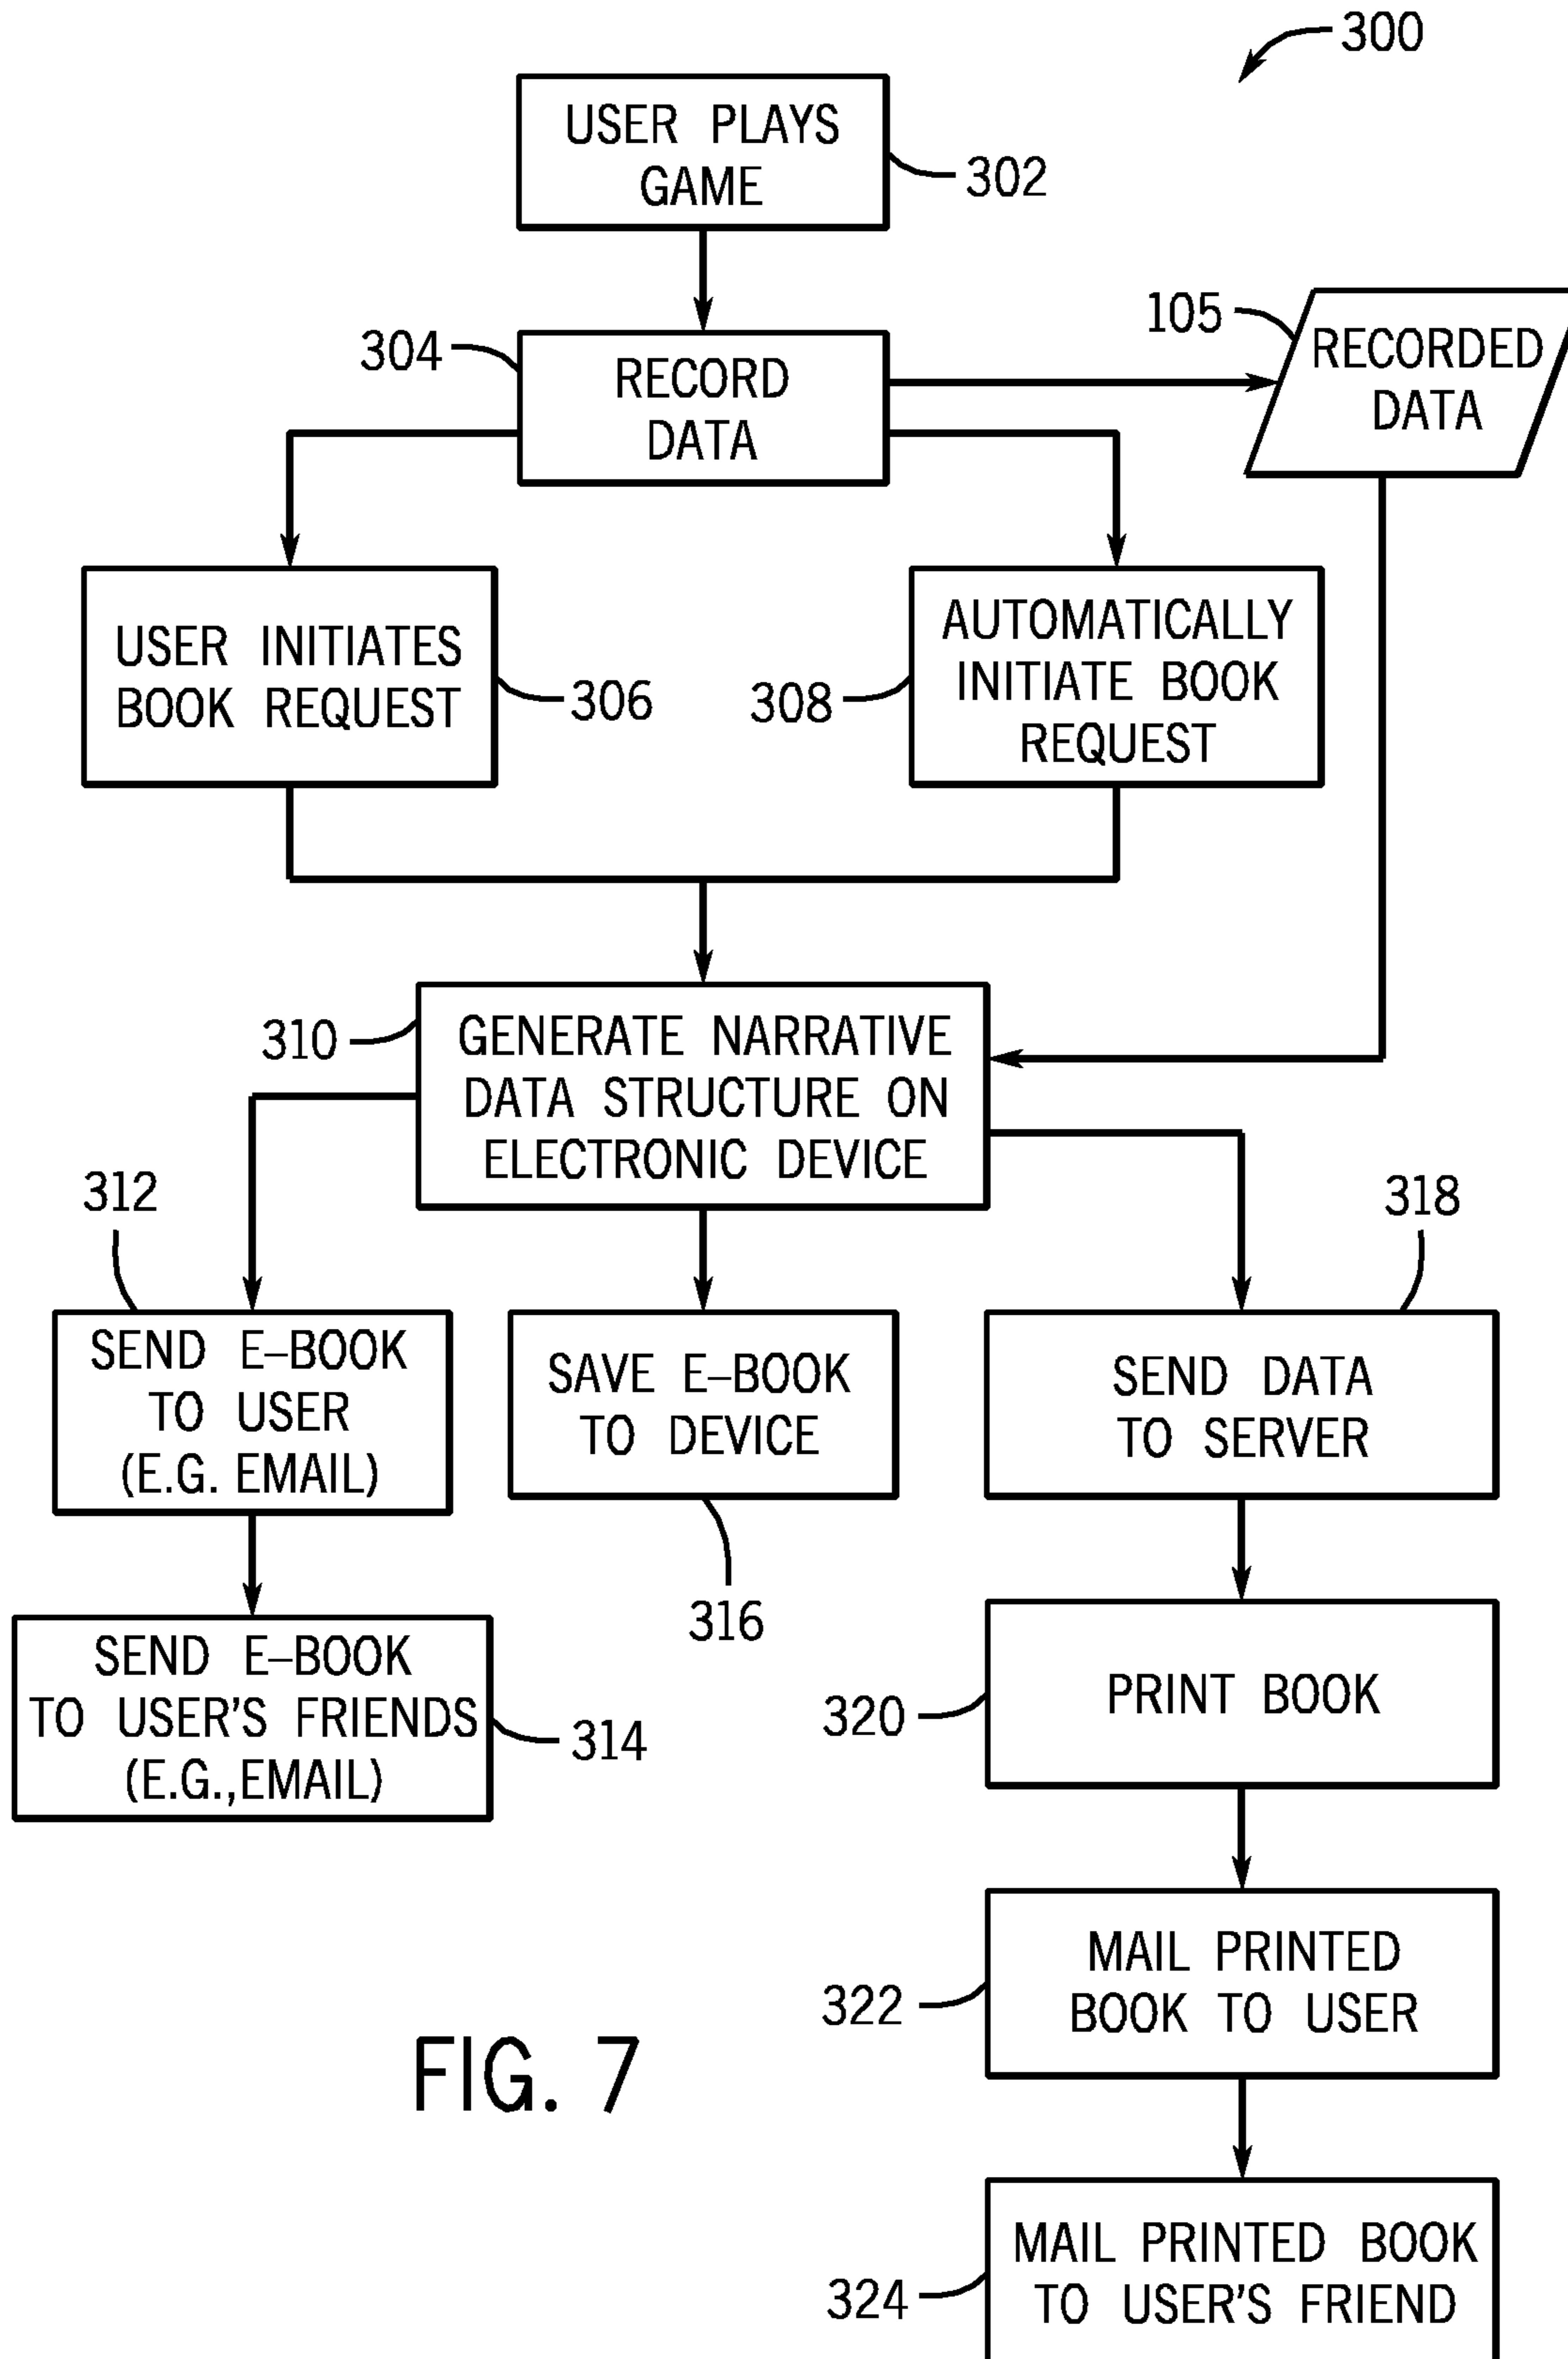 300
USER PLAYS
GAME
302
105
RECORDED
DATA
304
RECORD
DATA
USER INITIATES
BOOK REQUEST
306
308
AUTOMATICALLY
INITIATE BOOK
REQUEST
310
GENERATE NARRATIVE
DATA STRUCTURE ON
ELECTRONIC DEVICE
312
318
SEND E–BOOK
TO USER
(E.G. EMAIL)
SAVE E–BOOK
TO DEVICE
SEND DATA
TO SERVER
316
SEND E–BOOK
TO USER'S FRIENDS
(E.G.,EMAIL)
314
320
PRINT BOOK
322
MAIL PRINTED
BOOK TO USER
FIG. 7
324
MAIL PRINTED BOOK
TO USER'S FRIEND